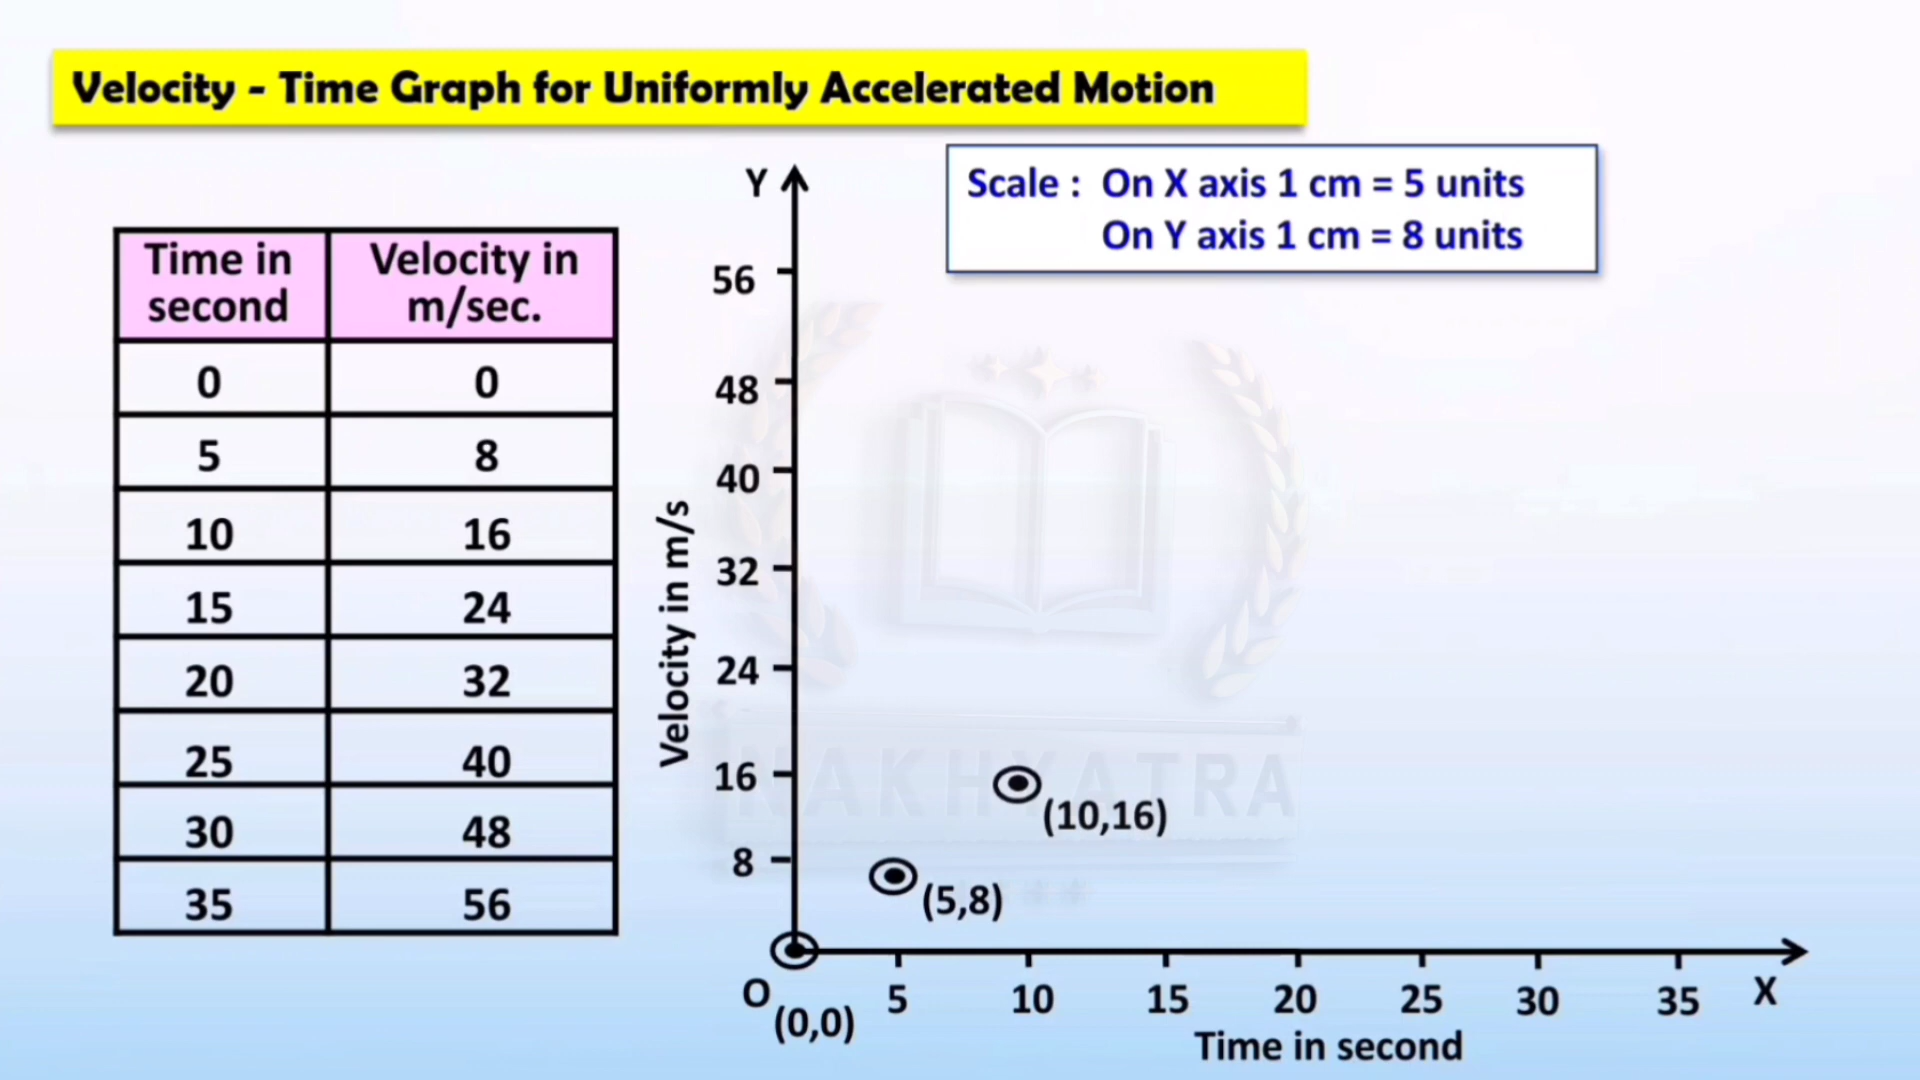 Velocity - Time Graph for Uniformly Accelerated Motion
Scale : On X axis 1 cm = 5 units
On Y axis 1 cm = 8 units
Time in second Velocity in m/sec.
0 0
5 8
10 16
15 24
20 32
25 40
30 48
35 56
Y
56
48
40
32
24
16
8
Velocity in m/s
NAKHYATRA
(10,16)
(5,8)
O
(0,0)
5 10 15 20 25 30 35 X
Time in second